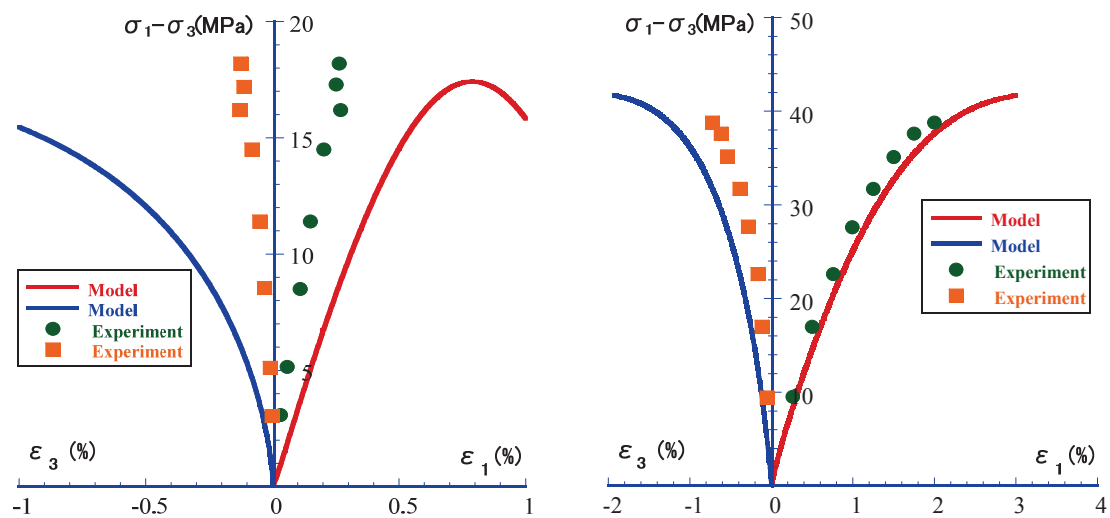 σ1−σ3(MPa)
20
15
10
5
Model
Model
Experiment
Experiment
ε3 (%)
ε1(%)
-1
-0.5
0
0.5
1
σ1−σ3(MPa)
50
40
30
20
0
Model
Model
Experiment
Experiment
ε3 (%)
ε1(%)
-2
-1
0
1
2
3
4